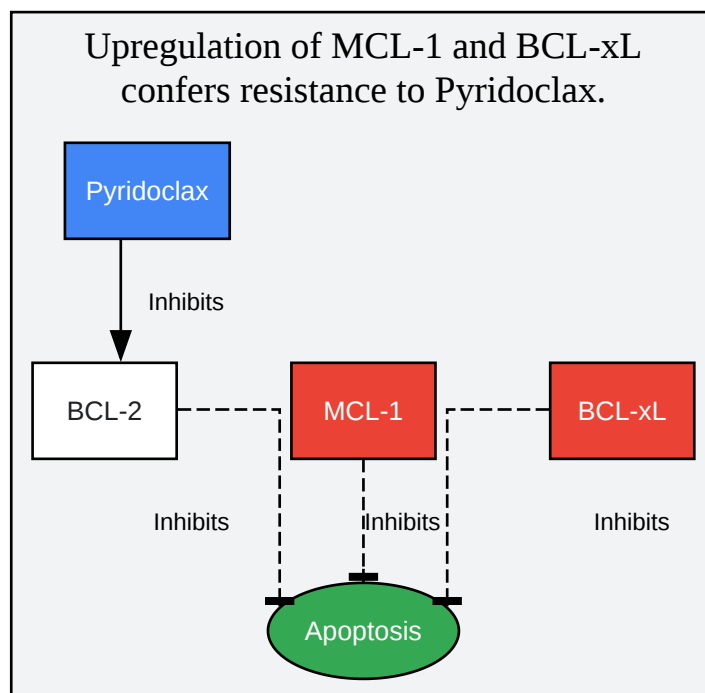 Upregulation of MCL-1 and BCL-xL
confers resistance to Pyridoclax.
Pyridoclax
Inhibits
BCL-2
MCL-1
BCL-xL
Inhibits
Inhibits
Inhibits
Apoptosis